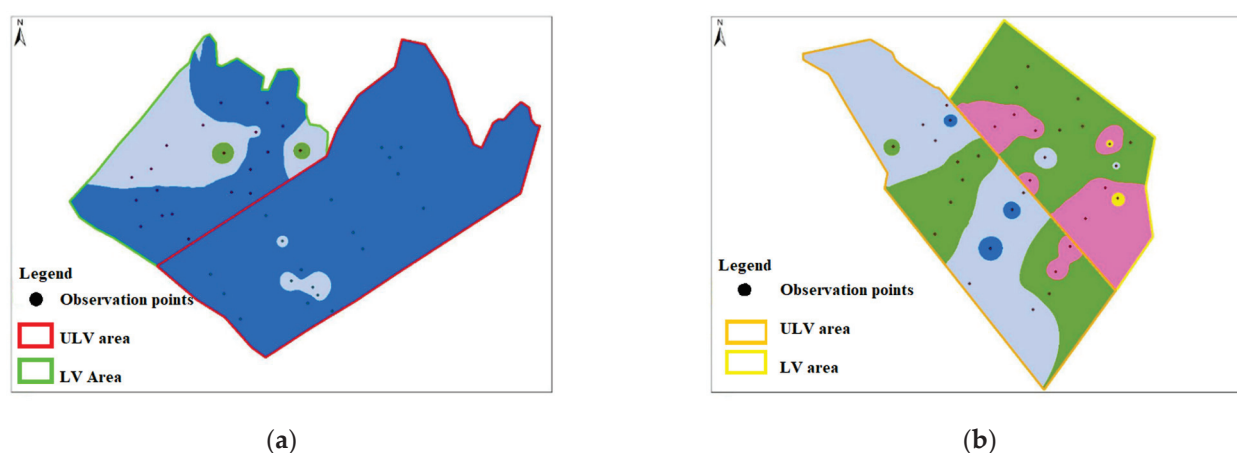 N
Legend
Observation points
ULV area
LV Area
(a)
N
Legend
Observation points
ULV area
LV area
(b)